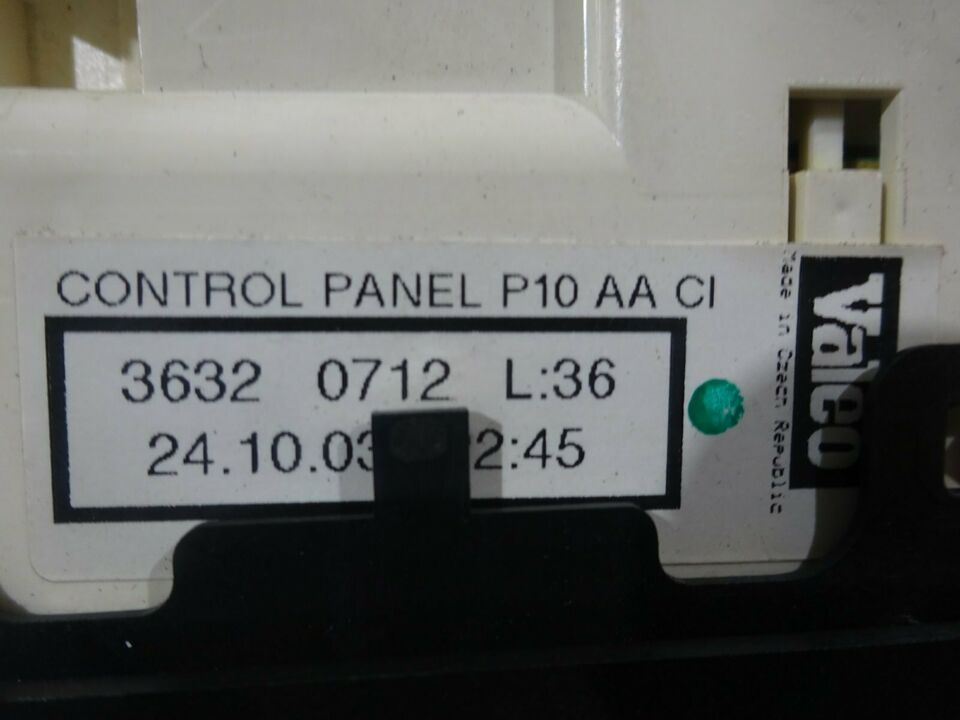 CONTROL PANEL P10 AA CI
3632 0712 L:36
24.10.03 2:45
Made in Czech Republic
Valeo